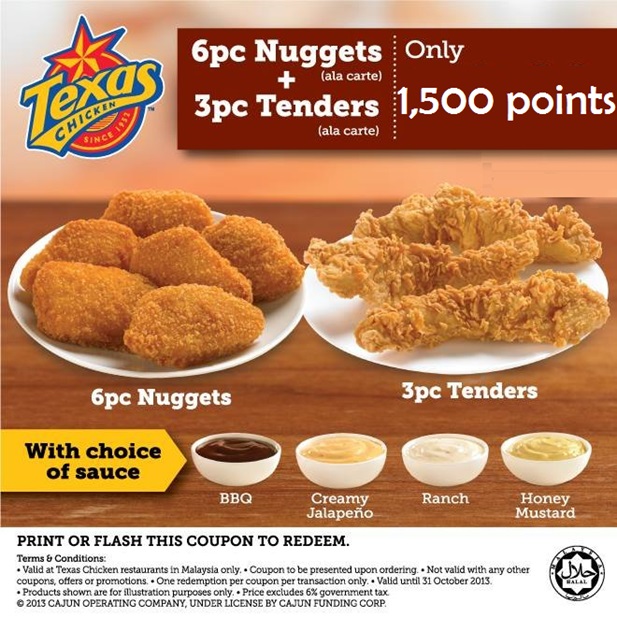 Texas
CHICKEN™
SINCE 1952
6pc Nuggets
(ala carte)
+
3pc Tenders
(ala carte)
Only
1,500 points
6pc Nuggets
3pc Tenders
With choice
of sauce
BBQ
Creamy
Jalapeño
Ranch
Honey
Mustard
PRINT OR FLASH THIS COUPON TO REDEEM.
Terms & Conditions:
• Valid at Texas Chicken restaurants in Malaysia only. • Coupon to be presented upon ordering. • Not valid with any other
coupons, offers or promotions. • One redemption per coupon per transaction only. • Valid until 31 October 2013.
• Products shown are for illustration purposes only. • Price excludes 6% government tax.
© 2013 CAJUN OPERATING COMPANY, UNDER LICENSE BY CAJUN FUNDING CORP.
حلال
HALAL